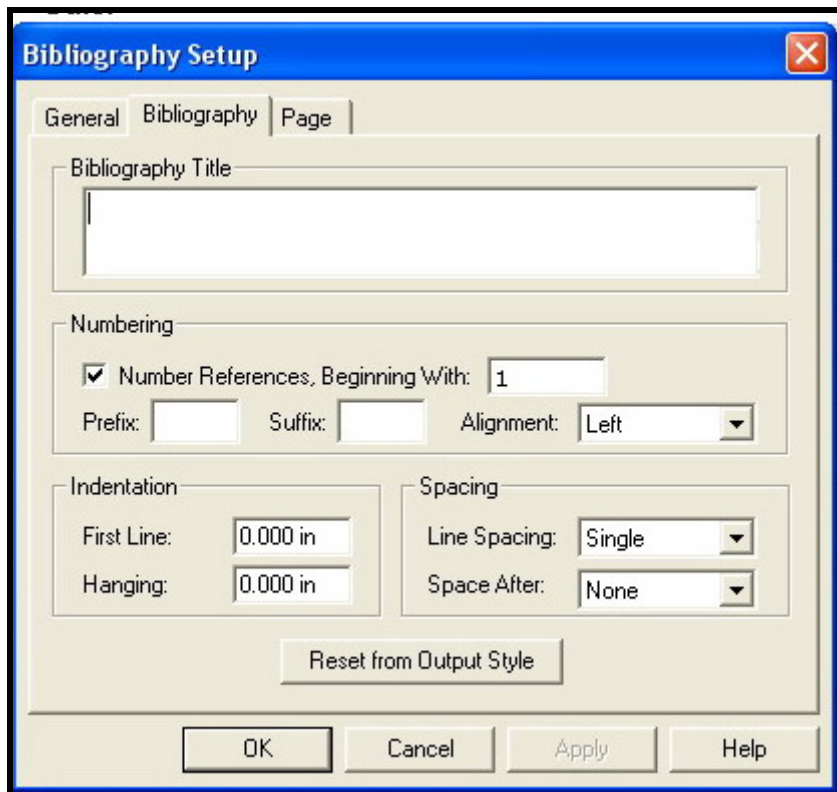 Bibliography Setup
General Bibliography Page
Bibliography Title
Numbering
Number References, Beginning With: 1
Prefix: Suffix: Alignment: Left
Indentation Spacing
First Line: 0.000 in Line Spacing: Single
Hanging: 0.000 in Space After: None
Reset from Output Style
OK Cancel Apply Help